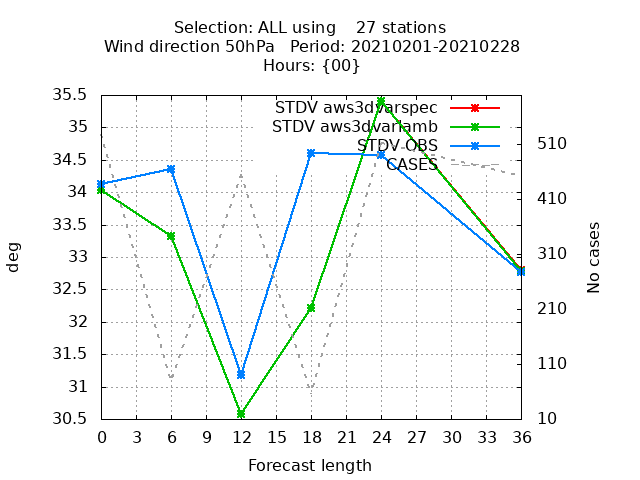 Selection: ALL using    27 stations
Wind direction 50hPa   Period: 20210201-20210228
Hours: {00}
STDV aws3dvarspec
STDV aws3dvarlamb
STDV OBS
CASES
35.5
35
34.5
34
33.5
33
32.5
32
31.5
31
30.5
510
410
310
210
110
10
deg
No cases
0 3 6 9 12 15 18 21 24 27 30 33 36
Forecast length